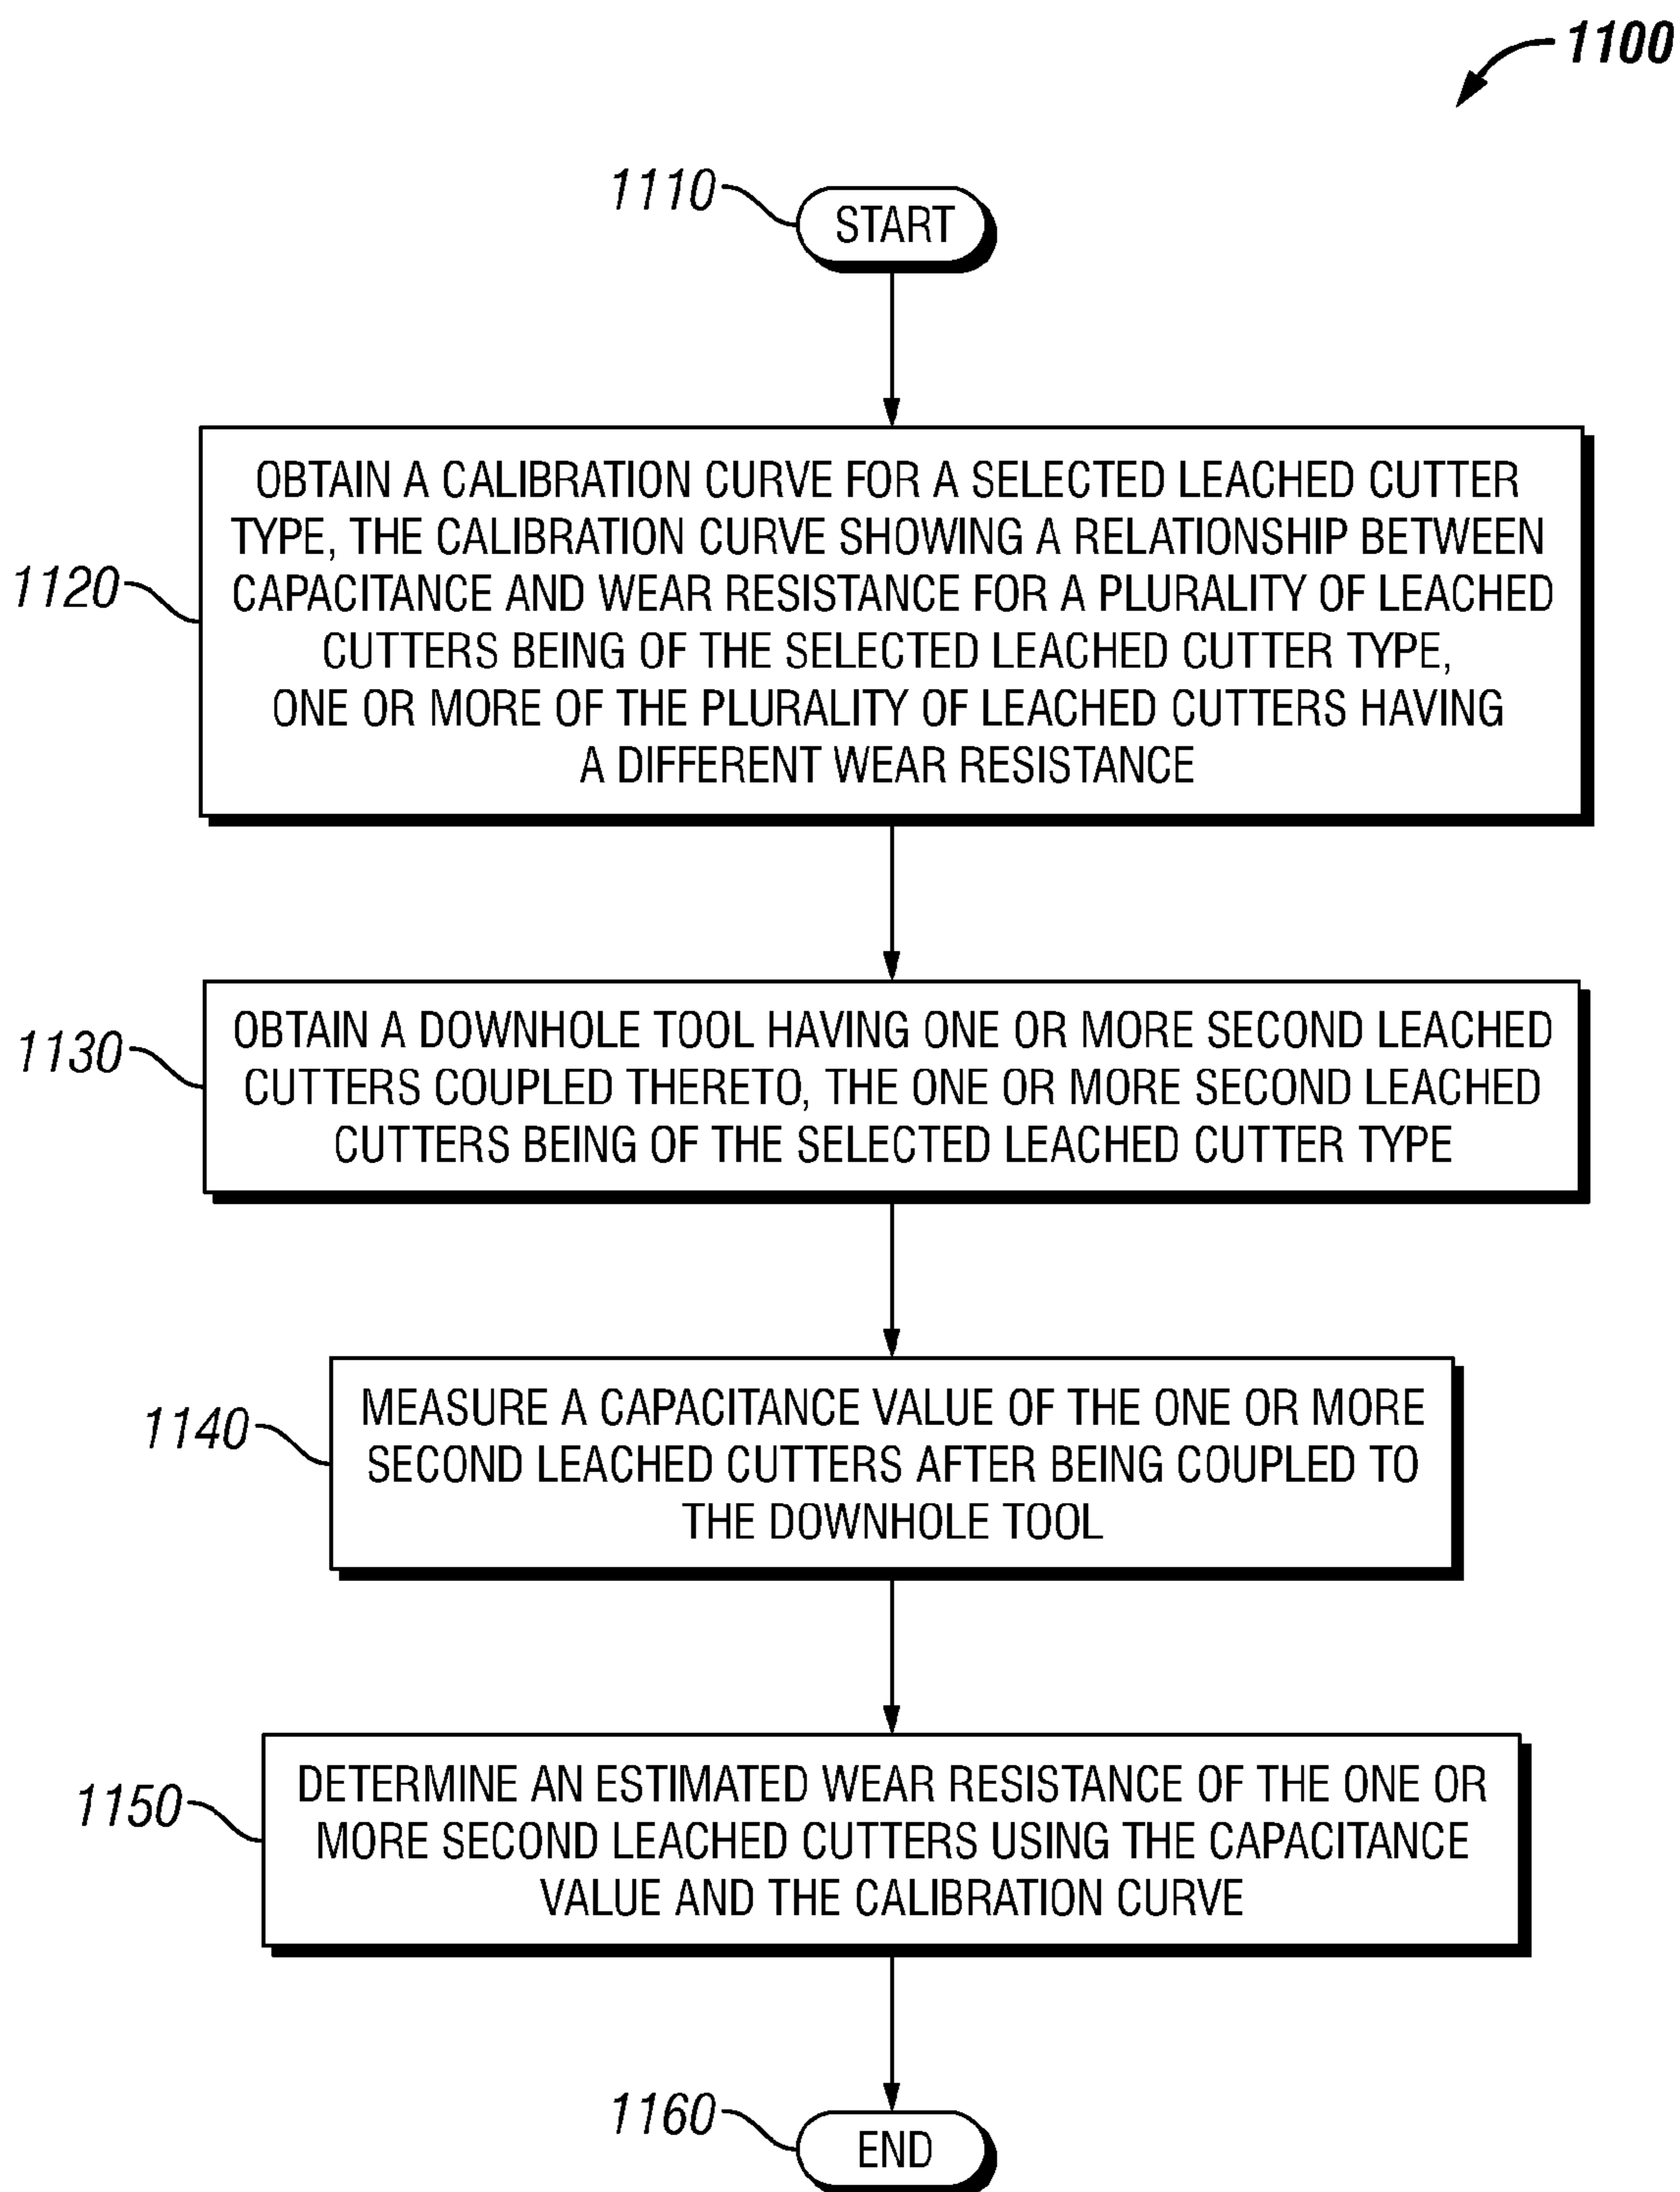 1100
1110
START
1120
OBTAIN A CALIBRATION CURVE FOR A SELECTED LEACHED CUTTER
TYPE, THE CALIBRATION CURVE SHOWING A RELATIONSHIP BETWEEN
CAPACITANCE AND WEAR RESISTANCE FOR A PLURALITY OF LEACHED
CUTTERS BEING OF THE SELECTED LEACHED CUTTER TYPE,
ONE OR MORE OF THE PLURALITY OF LEACHED CUTTERS HAVING
A DIFFERENT WEAR RESISTANCE
1130
OBTAIN A DOWNHOLE TOOL HAVING ONE OR MORE SECOND LEACHED
CUTTERS COUPLED THERETO, THE ONE OR MORE SECOND LEACHED
CUTTERS BEING OF THE SELECTED LEACHED CUTTER TYPE
1140
MEASURE A CAPACITANCE VALUE OF THE ONE OR MORE
SECOND LEACHED CUTTERS AFTER BEING COUPLED TO
THE DOWNHOLE TOOL
1150
DETERMINE AN ESTIMATED WEAR RESISTANCE OF THE ONE OR
MORE SECOND LEACHED CUTTERS USING THE CAPACITANCE
VALUE AND THE CALIBRATION CURVE
1160
END